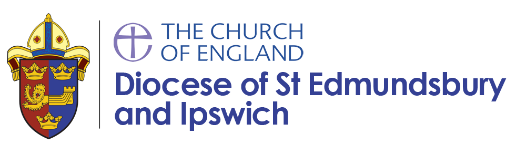 THE CHURCH
OF ENGLAND
Diocese of St Edmundsbury
and Ipswich